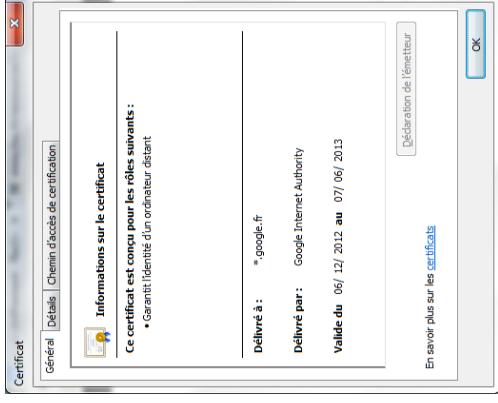 Certificat
Général Détails Chemin d'accès de certification
Informations sur le certificat
Ce certificat est conçu pour les rôles suivants :
• Garantit l'identité d'un ordinateur distant
Délivré à : *.google.fr
Délivré par : Google Internet Authority
Valide du 06/ 12/ 2012 au 07/ 06/ 2013
Déclaration de l'émetteur
En savoir plus sur les certificats
OK